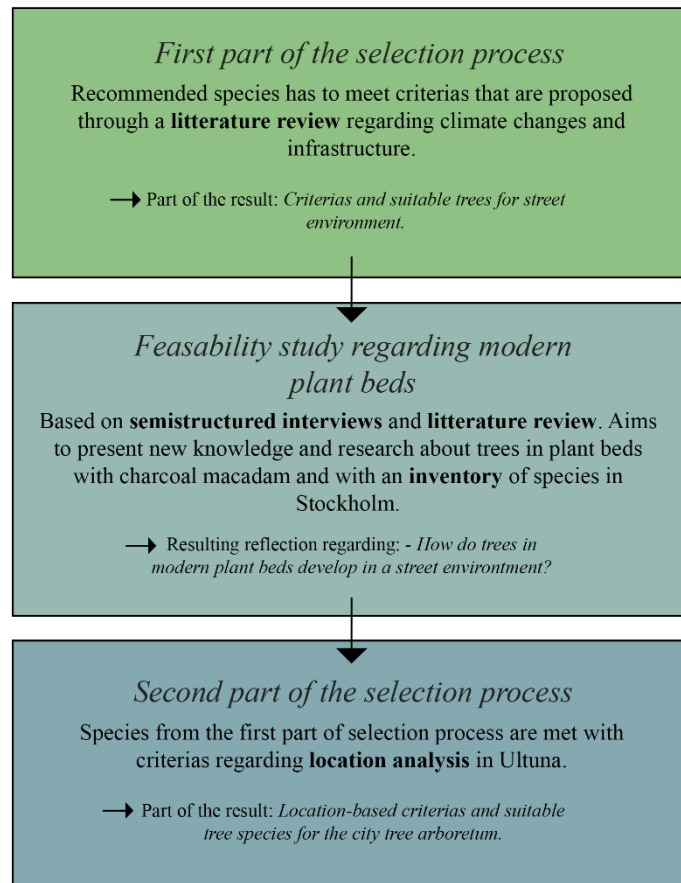 First part of the selection process
Recommended species has to meet criterias that are proposed
through a litterature review regarding climate changes and
infrastructure.
→ Part of the result: Criterias and suitable trees for street
environment.
Feasability study regarding modern
plant beds
Based on semistructured interviews and litterature review. Aims
to present new knowledge and research about trees in plant beds
with charcoal macadam and with an inventory of species in
Stockholm.
→ Resulting reflection regarding: - How do trees in
modern plant beds develop in a street environtment?
Second part of the selection process
Species from the first part of selection process are met with
criterias regarding location analysis in Ultuna.
→ Part of the result: Location-based criterias and suitable
tree species for the city tree arboretum.